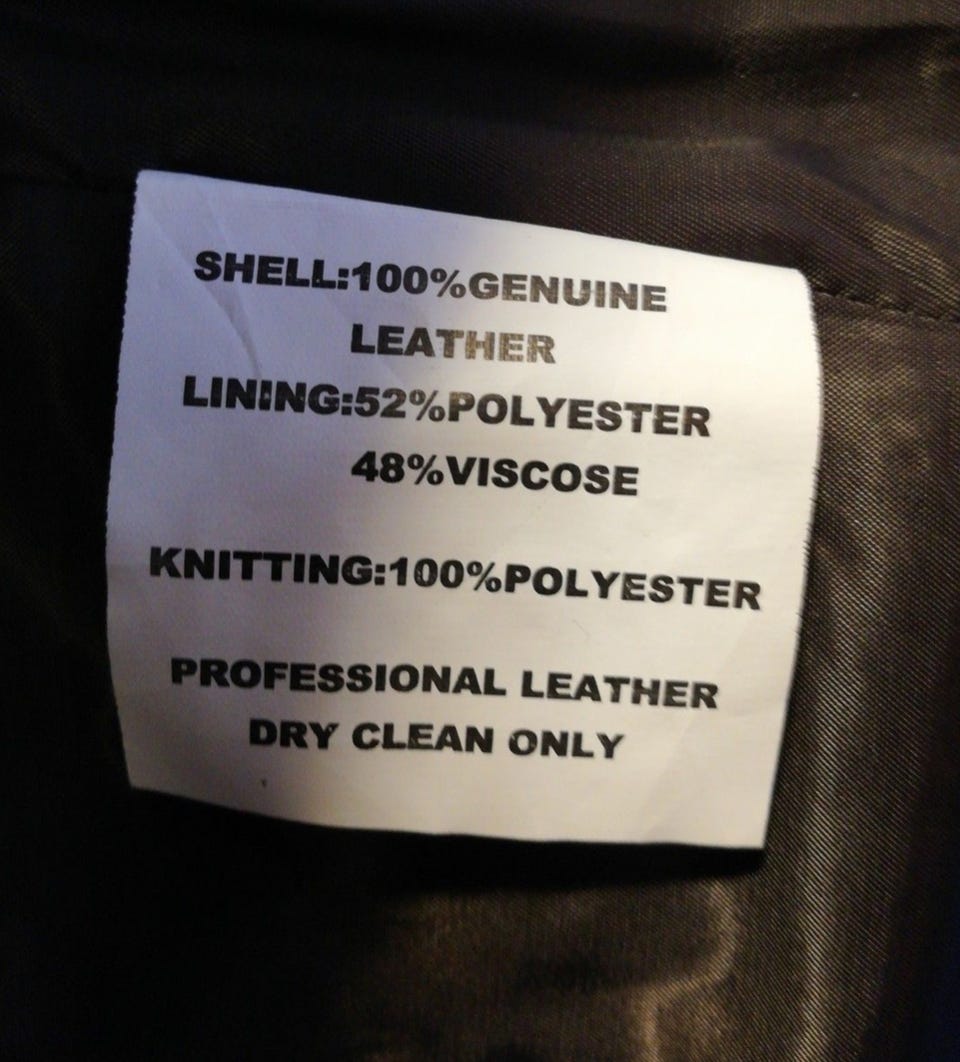 SHELL:100%GENUINE
LEATHER
LINING:52%POLYESTER
48%VISCOSE
KNITTING:100%POLYESTER
PROFESSIONAL LEATHER
DRY CLEAN ONLY